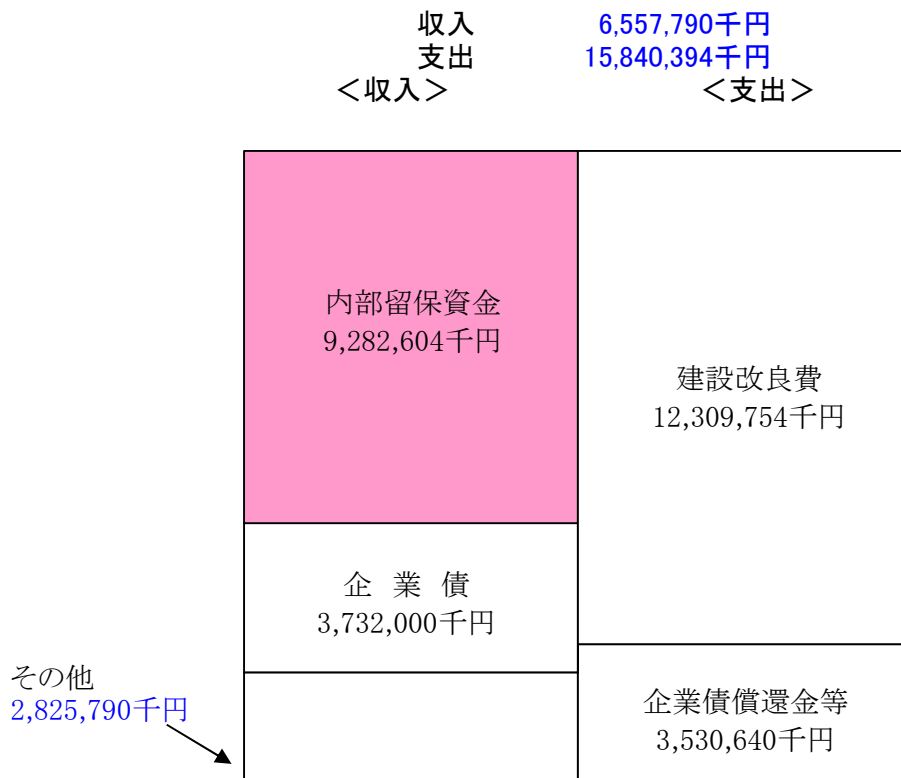 収入 6,557,790千円
支出 15,840,394千円
＜収入＞ ＜支出＞
内部留保資金
9,282,604千円
建設改良費
12,309,754千円
企 業 債
3,732,000千円
その他
2,825,790千円
企業債償還金等
3,530,640千円